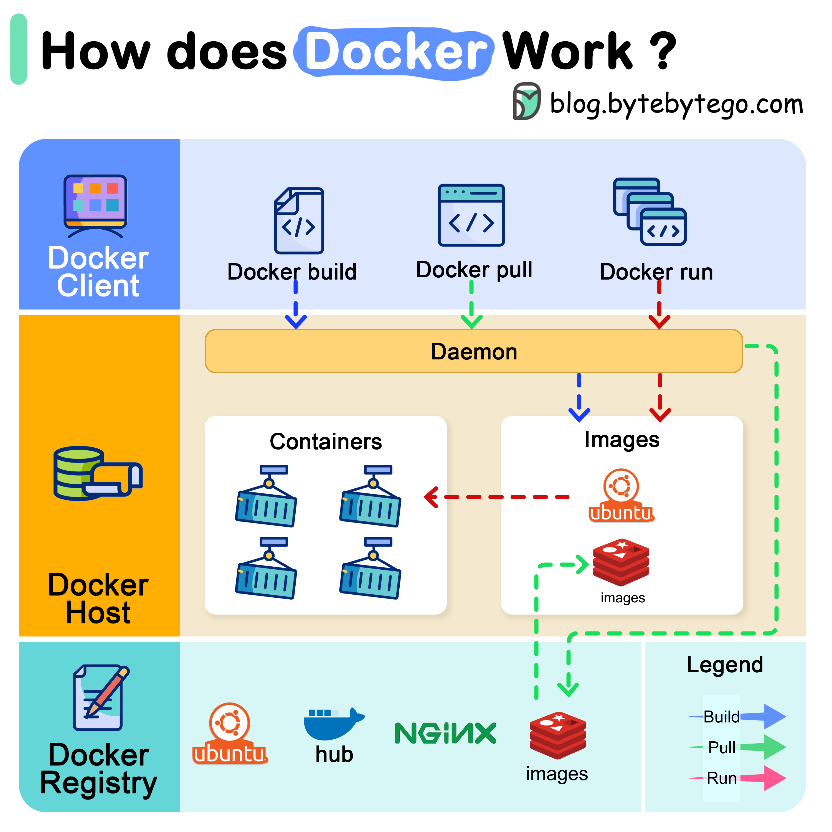 How does Docker Work ?
blog.bytebytego.com
Docker
Client
Docker build
Docker pull
Docker run
Daemon
Containers
Images
ubuntu
images
Docker
Host
Docker
Registry
ubuntu
hub
NGiNX
images
Legend
Build
Pull
Run